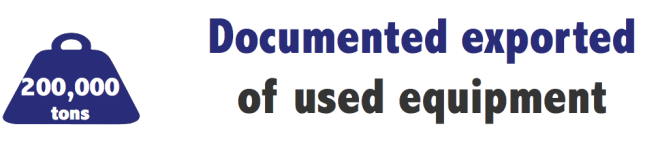 200,000
tons
Documented exported
of used equipment